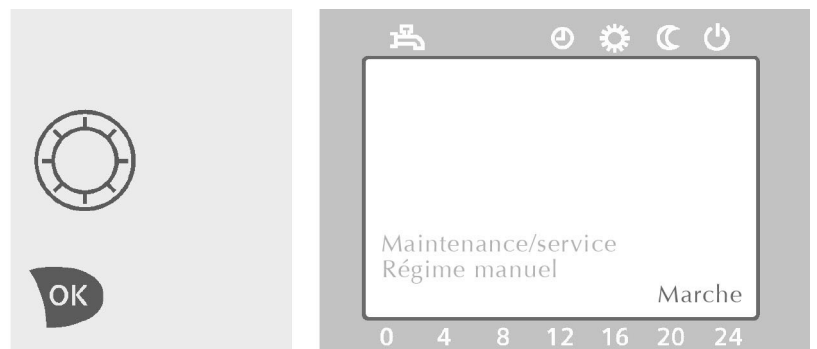 OK
Maintenance/service
Régime manuel
Marche
0 4 8 12 16 20 24